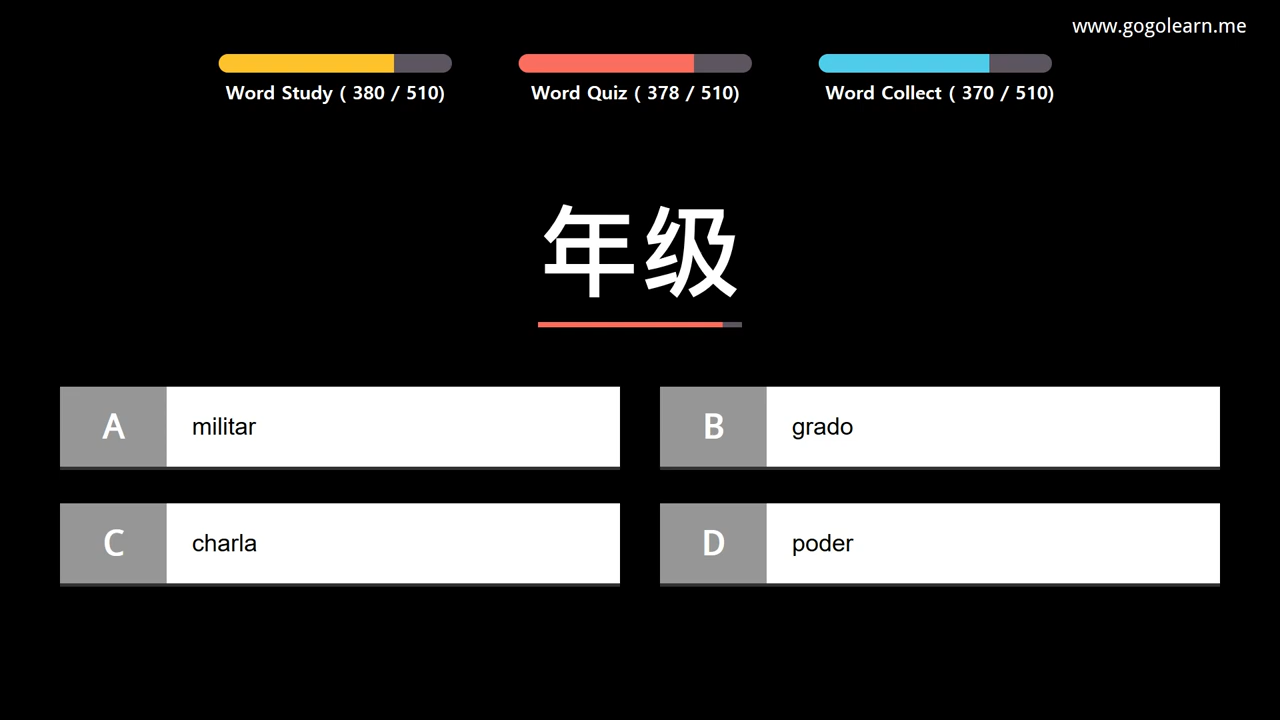 www.gogolearn.me
Word Study ( 380 / 510)
Word Quiz ( 378 / 510)
Word Collect ( 370 / 510)
年级
A militar
B grado
C charla
D poder